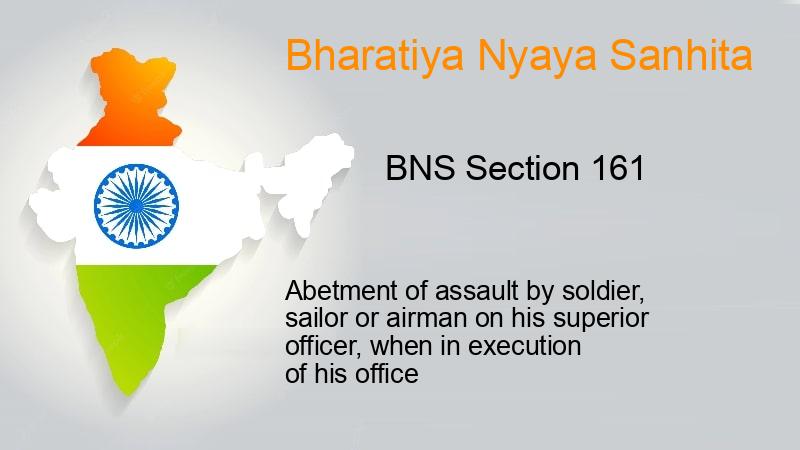 Bharatiya Nyaya Sanhita
BNS Section 161
Abetment of assault by soldier,
sailor or airman on his superior
officer, when in execution
of his office